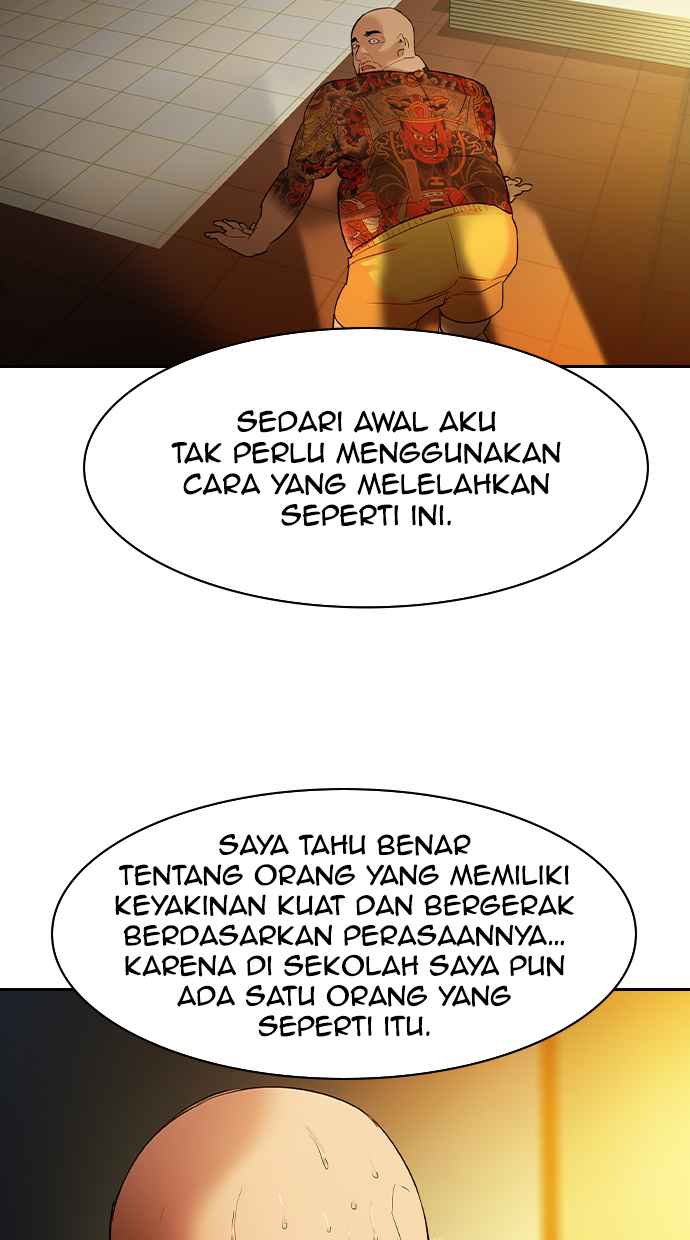 SEDARI AWAL AKU
TAK PERLU MENGGUNAKAN
CARA YANG MELELAHKAN
SEPERTI INI.
SAYA TAHU BENAR
TENTANG ORANG YANG MEMILIKI
KEYAKINAN KUAT DAN BERGERAK
BERDASARKAN PERASAANNYA...
KARENA DI SEKOLAH SAYA PUN
ADA SATU ORANG YANG
SEPERTI ITU.